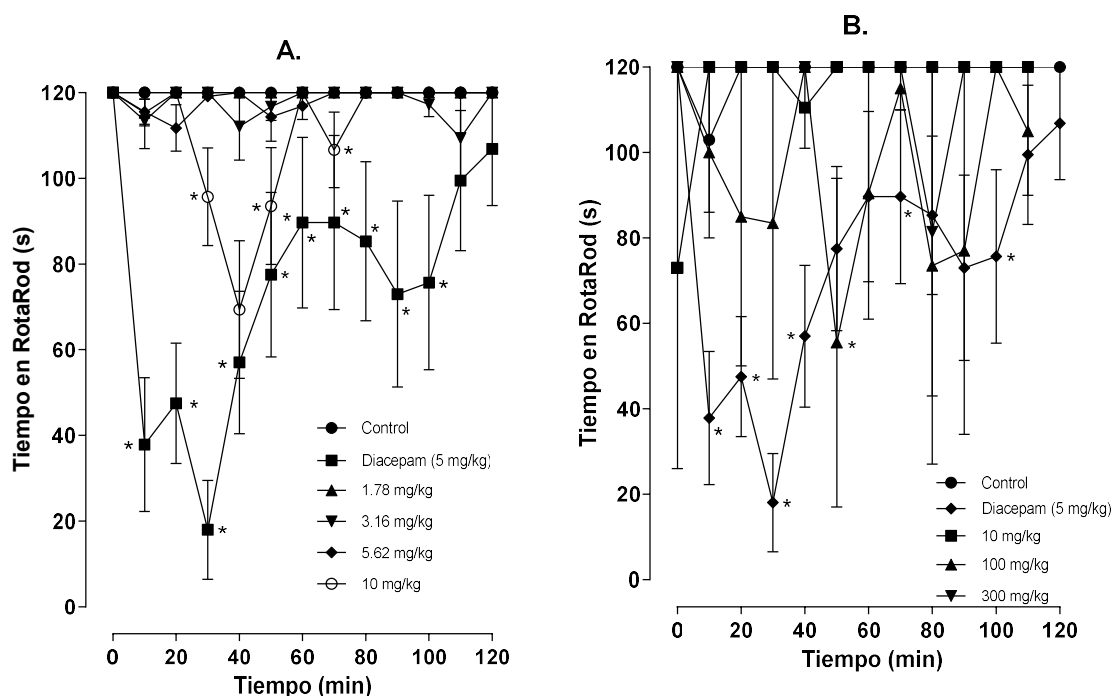 A.
Tiempo en RotaRod (s)
120
100
80
60
40
20
0
* * * * * * * * * * * * * *
Control
Diacepam (5 mg/kg)
1.78 mg/kg
3.16 mg/kg
5.62 mg/kg
10 mg/kg
0 20 40 60 80 100 120
Tiempo (min)
B.
Tiempo en RotaRod (s)
120
100
80
60
40
20
0
* * * * * * *
Control
Diacepam (5 mg/kg)
10 mg/kg
100 mg/kg
300 mg/kg
0 20 40 60 80 100 120
Tiempo (min)